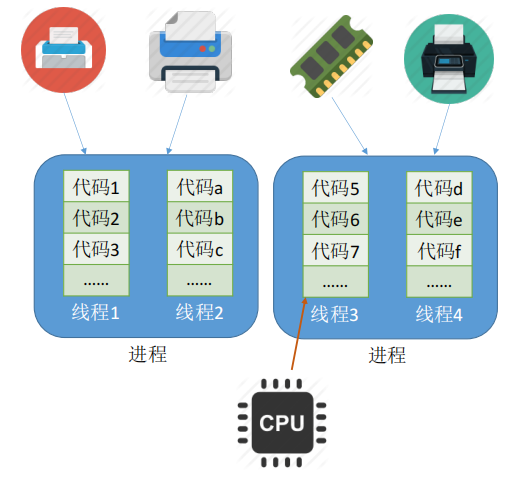 代码1 代码a 代码5 代码d
代码2 代码b 代码6 代码e
代码3 代码c 代码7 代码f
...... ...... ...... ......
线程1 线程2 线程3 线程4
进程 进程
CPU